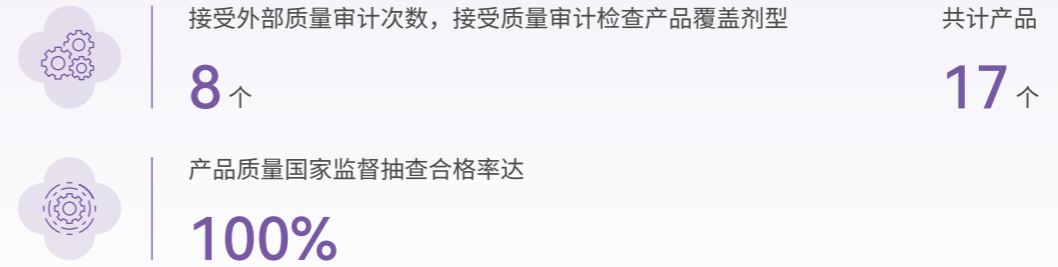 接受外部质量审计次数，接受质量审计检查产品覆盖剂型
8 个
共计产品
17 个
产品质量国家监督抽查合格率达
100%